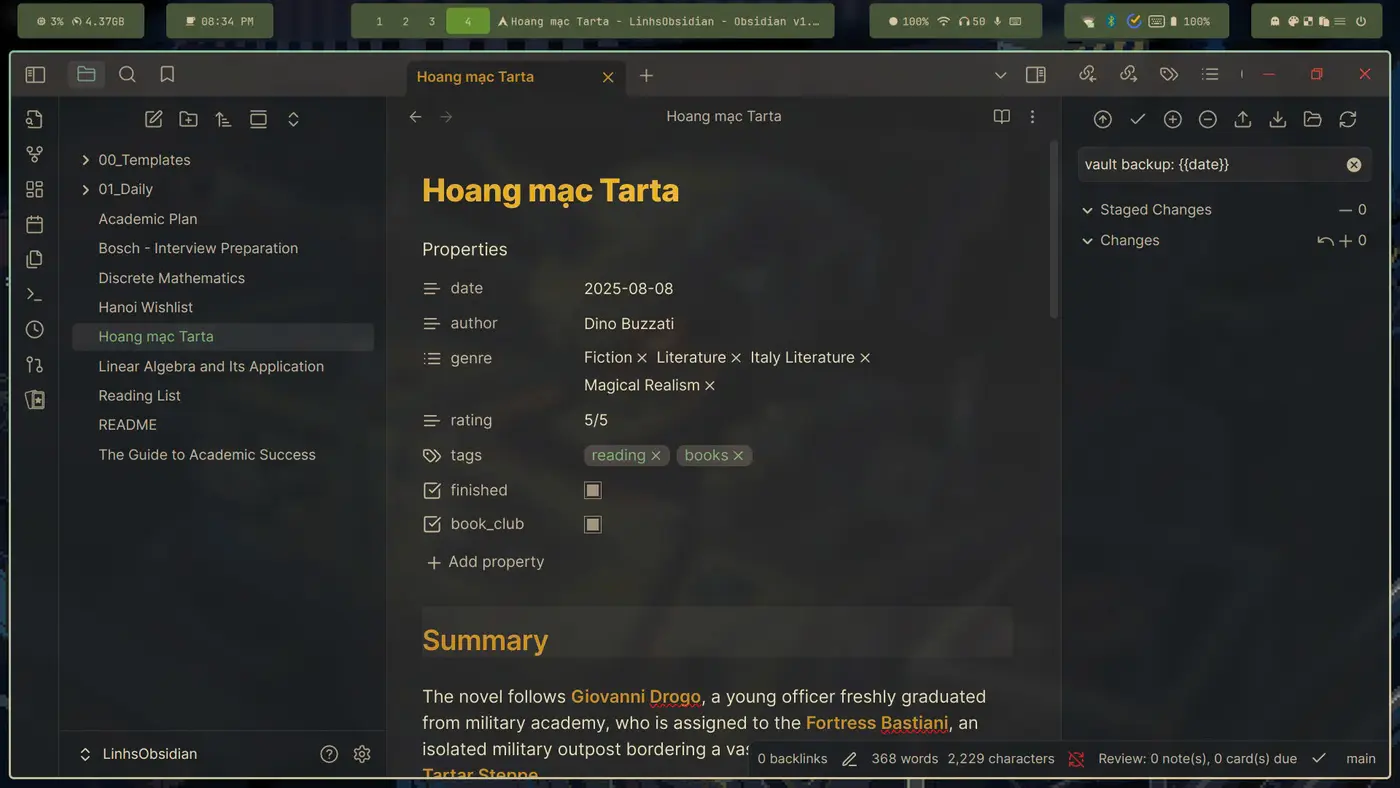 3% 4.37GB
08:34 PM
1 2 3 4 Hoang mạc Tarta - LinhsObsidian - Obsidian v1...
100% 50
100%
Hoang mạc Tarta
Hoang mạc Tarta
00_Templates
01_Daily
Academic Plan
Bosch - Interview Preparation
Discrete Mathematics
Hanoi Wishlist
Hoang mạc Tarta
Linear Algebra and Its Application
Reading List
README
The Guide to Academic Success
LinhsObsidian
Hoang mạc Tarta
Properties
date 2025-08-08
author Dino Buzzati
genre Fiction Literature Italy Literature
Magical Realism
rating 5/5
tags reading books
finished
book_club
Add property
Summary
The novel follows Giovanni Drogo, a young officer freshly graduated
from military academy, who is assigned to the Fortress Bastiani, an
isolated military outpost bordering a vas
Tartar Steppe
vault backup: {{date}}
Staged Changes 0
Changes 0
0 backlinks 368 words 2,229 characters Review: 0 note(s), 0 card(s) due main